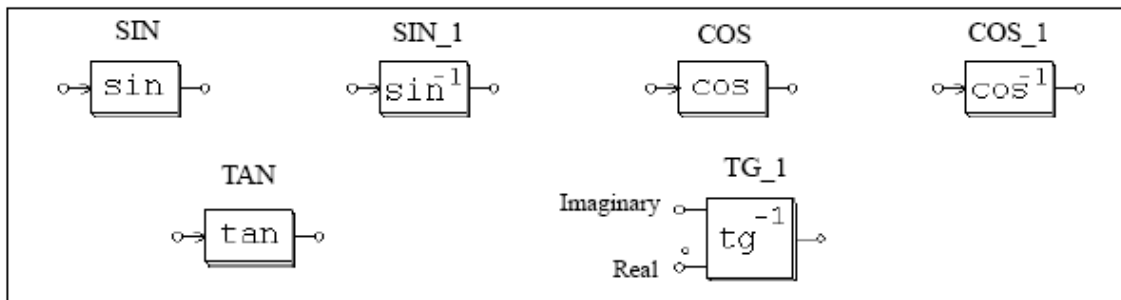 SIN SIN_1 COS COS_1
sin sin⁻¹ cos cos⁻¹
TAN TG_1
Imaginary
tan tg⁻¹
Real